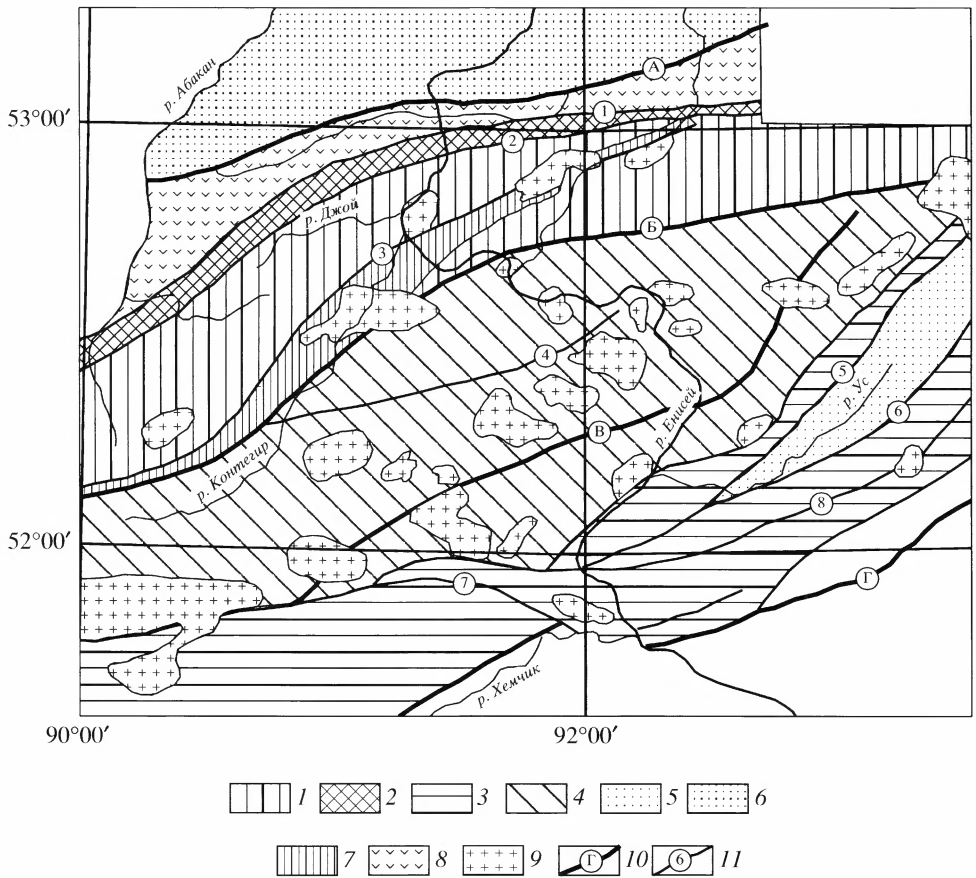 р. Абакан
А
53°00′
1
2
р. Джой
3
Б
4
5
р. Ус
6
р. Енисей
В
р. Контегир
8
52°00′
7
Г
р. Хемчик
90°00′ 92°00′
1 2 3 4 5 6
7 8 9 Г 10 6 11